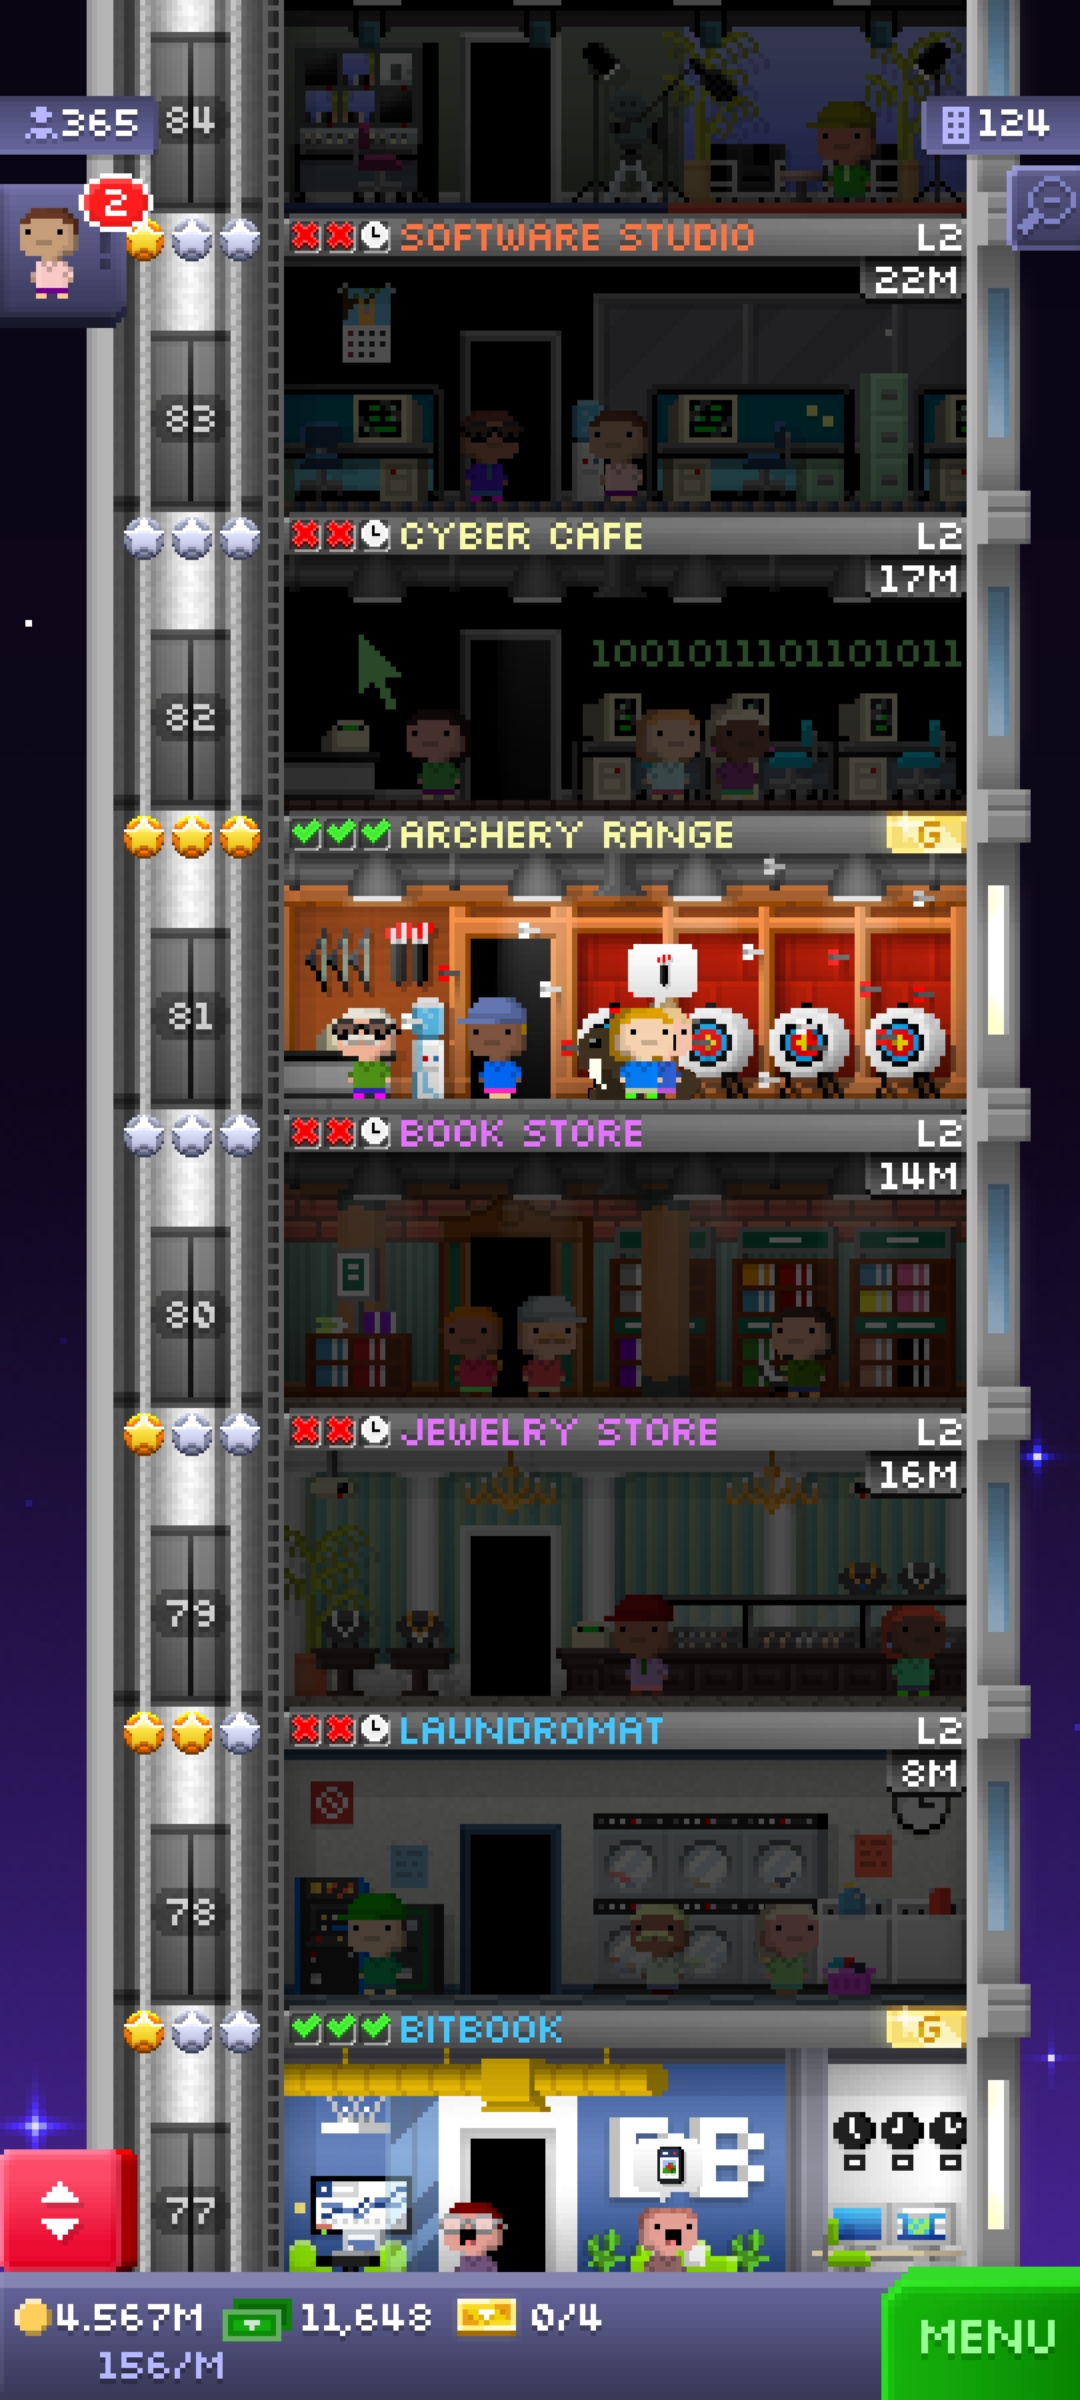 84
365
124
2
SOFTWARE STUDIO L2
22M
83
CYBER CAFE L2
17M
1001011101101011
82
ARCHERY RANGE G
81
BOOK STORE L2
14M
80
JEWELRY STORE L2
16M
79
LAUNDROMAT L2
8M
78
BITBOOK G
77
4.567M 11,648 0/4
156/M
MENU